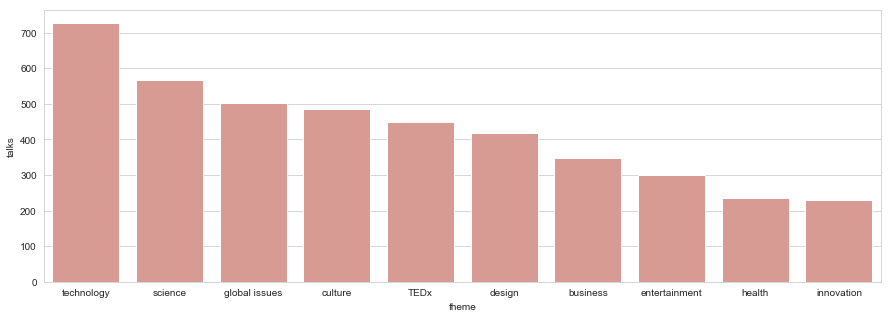 700
600
500
400
300
200
100
0
talks
technology science global issues culture TEDx design business entertainment health innovation
theme